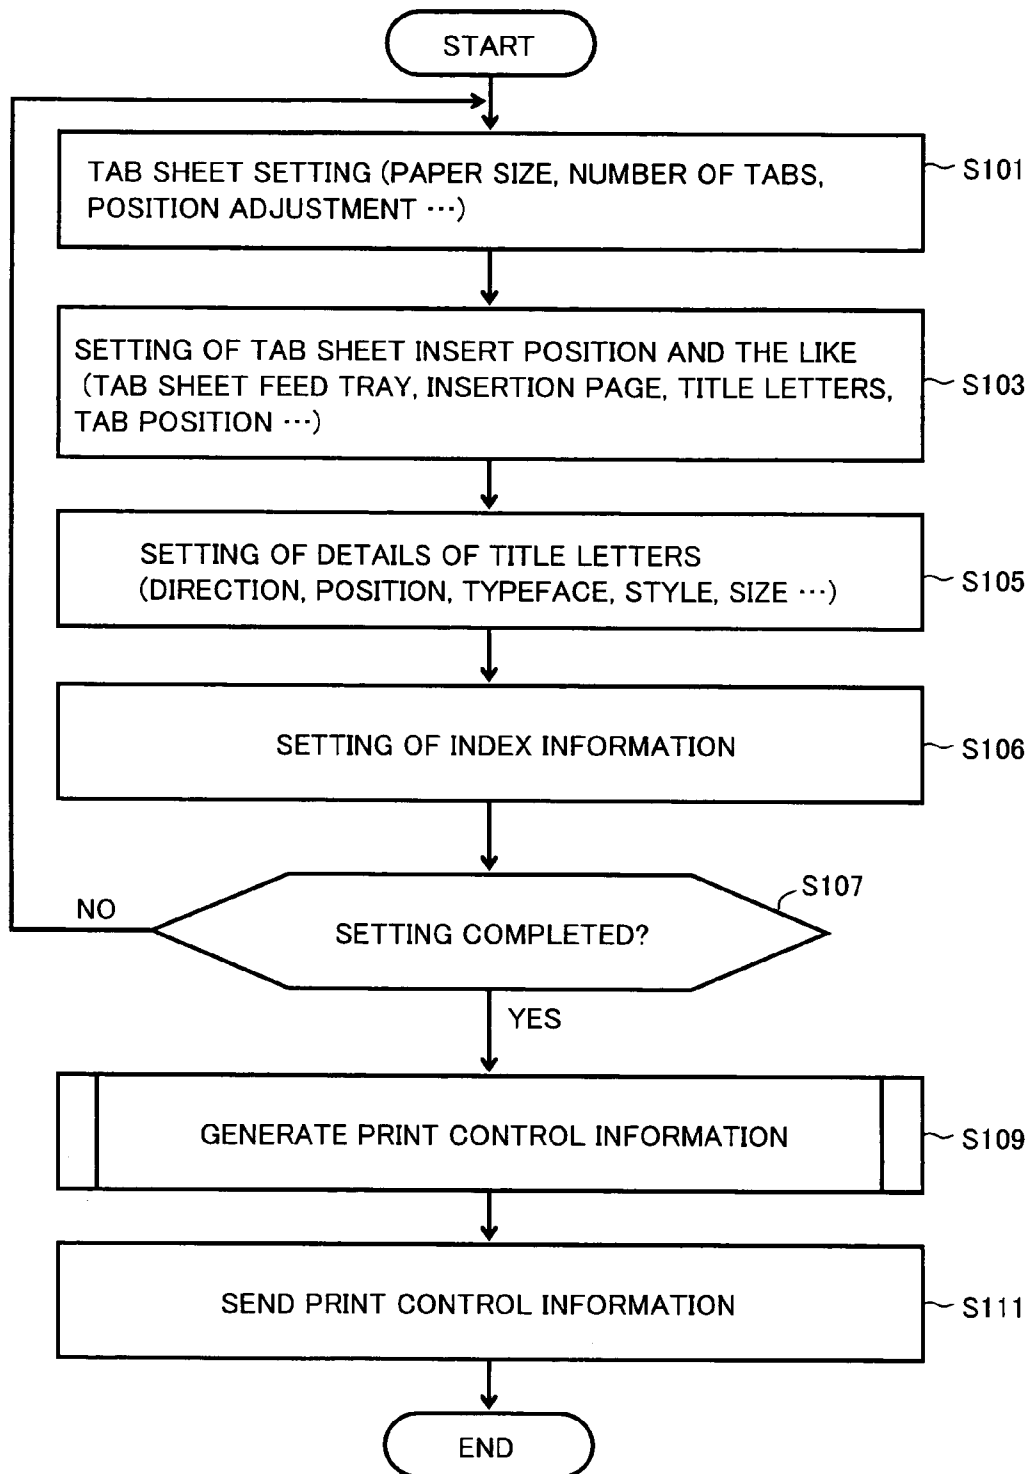 START
TAB SHEET SETTING (PAPER SIZE, NUMBER OF TABS,
POSITION ADJUSTMENT ···)
S101
SETTING OF TAB SHEET INSERT POSITION AND THE LIKE
(TAB SHEET FEED TRAY, INSERTION PAGE, TITLE LETTERS,
TAB POSITION ···)
S103
SETTING OF DETAILS OF TITLE LETTERS
(DIRECTION, POSITION, TYPEFACE, STYLE, SIZE ···)
S105
SETTING OF INDEX INFORMATION
S106
S107
NO
SETTING COMPLETED?
YES
GENERATE PRINT CONTROL INFORMATION
S109
SEND PRINT CONTROL INFORMATION
S111
END